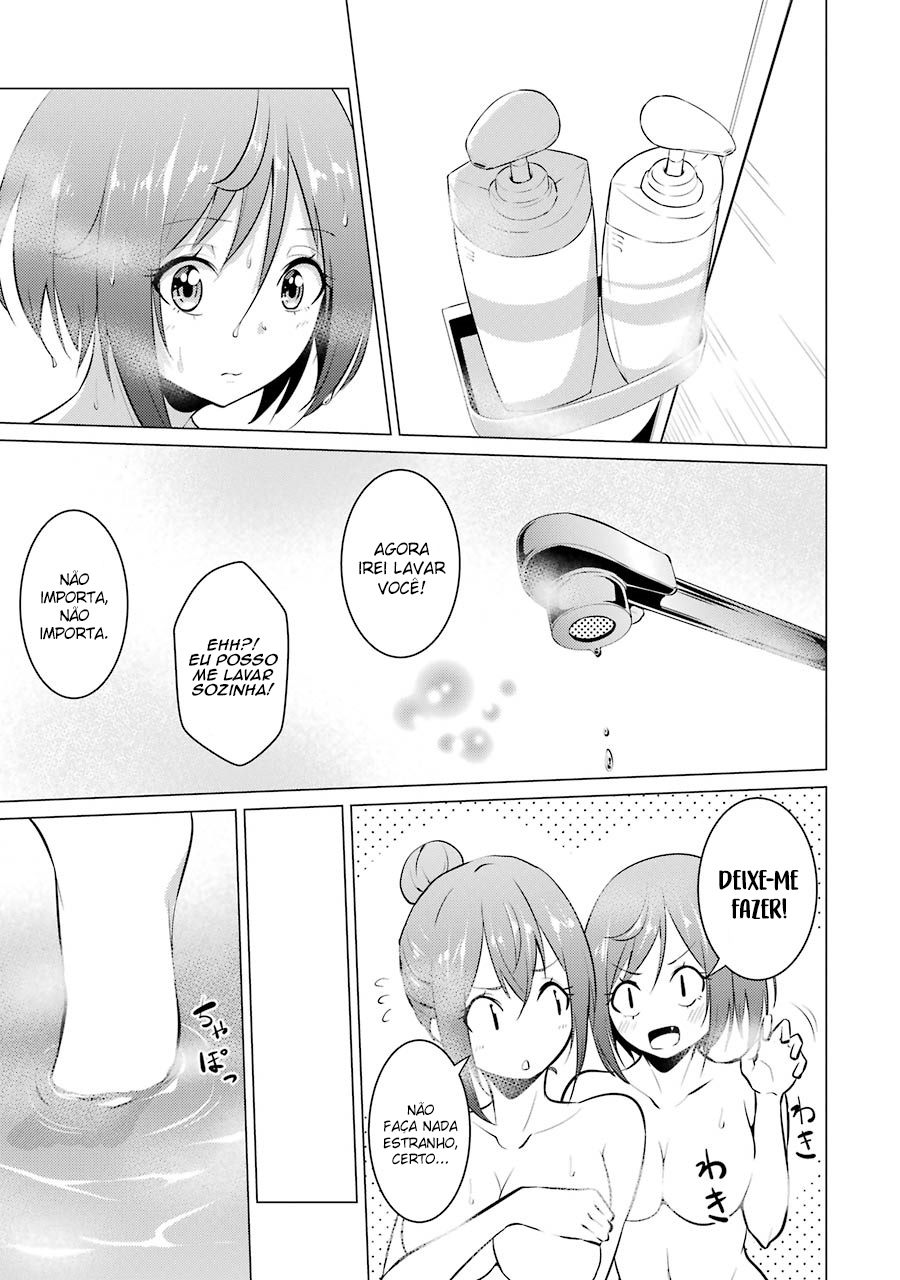 AGORA
IREI LAVAR
VOCÊ!
EHH?!
EU POSSO
ME LAVAR
SOZINHA!
NÃO
IMPORTA,
NÃO
IMPORTA.
DEIXE-ME
FAZER!
わき
わき
NÃO
FAÇA NADA
ESTRANHO,
CERTO...
ちゃぽっ